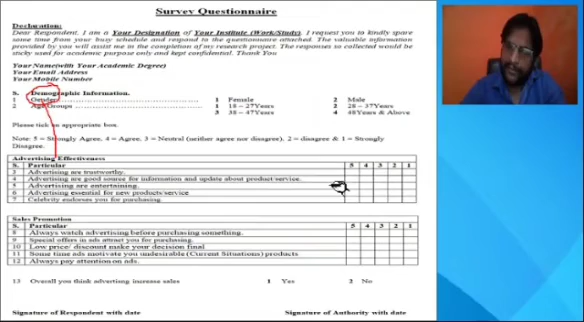 Survey Questionnaire
Declaration:
Dear Respondent. I am a Your Designation of Your Institute (Work/Study). I request you to kindly spare
some time from your busy schedule and respond to the questionnaire attached. The valuable information
provided by you will assist me in the completion of my research project. The responses so collected would be
sticky used for academic purpose only and kept confidential. Thank You
Your Name(with Your Academic Degree)
Your Email Address
Your Mobile Number
S. Demographic Information.
1 Gender 1 Female 2 Male
2 Age Groups 1 18 – 27Years 2 28 – 37Years
3 38 – 47Years 4 48Years & Above
Please tick an appropriate box.
Note: 5 = Strongly Agree, 4 = Agree, 3 = Neutral (neither agree nor disagree), 2 = disagree & 1 = Strongly
Disagree.
Advertising Effectiveness
S. Particular 5 4 3 2 1
3 Advertising are trustworthy.
4 Advertising are good source for information and update about product/service.
5 Advertising are entertaining.
6 Advertising essential for new products/service
7 Celebrity endorses you for purchasing.
Sales Promotion
S. Particular 5 4 3 2 1
8 Always watch advertising before purchasing something.
9 Special offers in ads attract you for purchasing.
10 Low price/ discount make your decision final
11 Some time ads motivate you undesirable (Current Situations) products
12 Always pay attention on ads.
13 Overall you think advertising increase sales 1 Yes 2 No
Signature of Respondent with date Signature of Authority with date